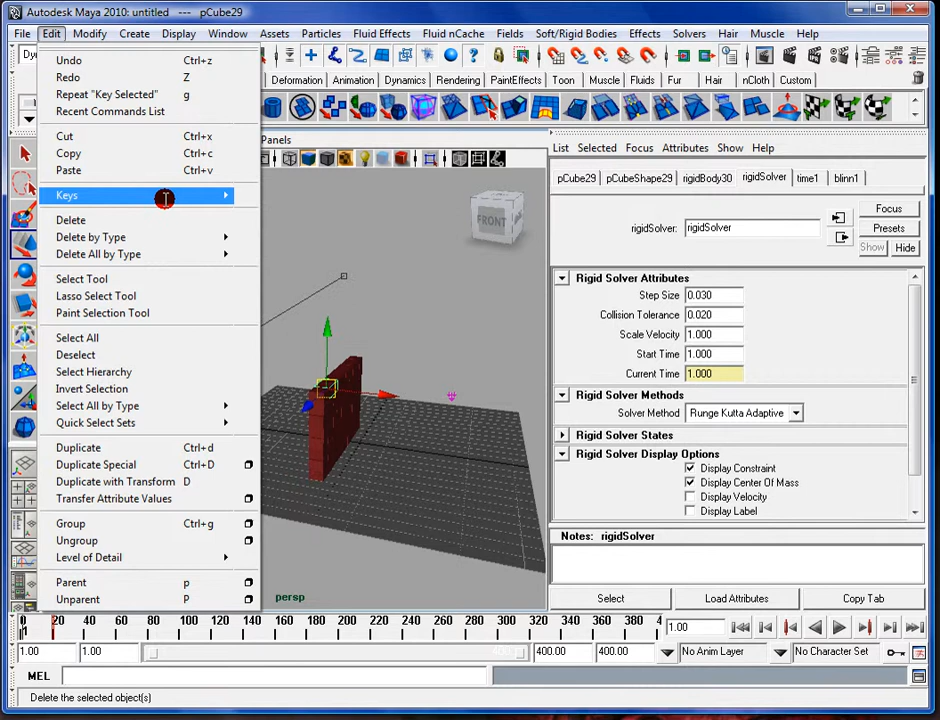 Autodesk Maya 2010: untitled --- pCube29
File Edit Modify Create Display Window Assets Particles Fluid Effects Fluid nCache Fields Soft/Rigid Bodies Effects Solvers Hair Muscle Help
Deformation Animation Dynamics Rendering PaintEffects Toon Muscle Fluids Fur Hair nCloth Custom
Undo Ctrl+z
Redo Z
Repeat "Key Selected" g
Recent Commands List
Cut Ctrl+x
Copy Ctrl+c
Paste Ctrl+v
Keys
Delete
Delete by Type
Delete All by Type
Select Tool
Lasso Select Tool
Paint Selection Tool
Select All
Deselect
Select Hierarchy
Invert Selection
Select All by Type
Quick Select Sets
Duplicate Ctrl+d
Duplicate Special Ctrl+D
Duplicate with Transform D
Transfer Attribute Values
Group Ctrl+g
Ungroup
Level of Detail
Parent p
Unparent P
Panels
FRONT
persp
List Selected Focus Attributes Show Help
pCube29 pCubeShape29 rigidBody30 rigidSolver time1 blinn1
rigidSolver: rigidSolver
Focus
Presets
Show Hide
Rigid Solver Attributes
Step Size 0.030
Collision Tolerance 0.020
Scale Velocity 1.000
Start Time 1.000
Current Time 1.000
Rigid Solver Methods
Solver Method Runge Kutta Adaptive
Rigid Solver States
Rigid Solver Display Options
Display Constraint
Display Center Of Mass
Display Velocity
Display Label
Notes: rigidSolver
Select Load Attributes Copy Tab
0 20 40 60 80 100 120 140 160 180 200 220 240 260 280 300 320 340 360 380 4
1
1.00
1.00 1.00 400.00 400.00 No Anim Layer No Character Set
MEL
Delete the selected object(s)